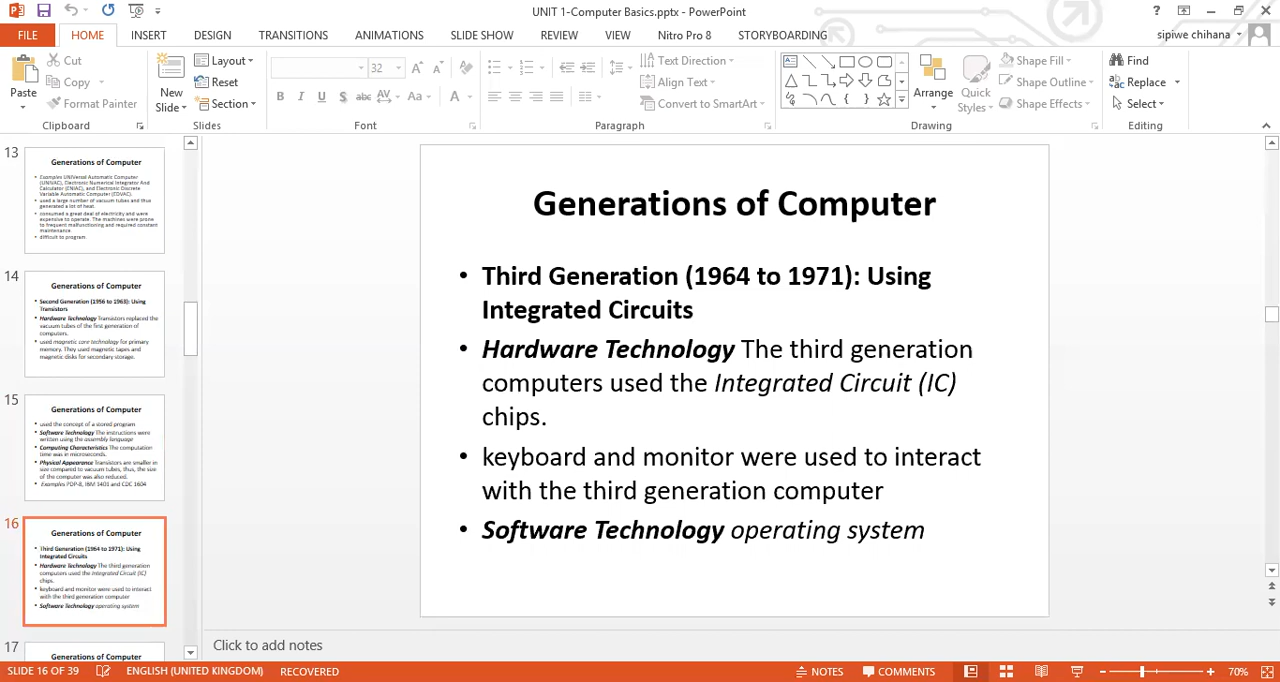 UNIT 1-Computer Basics.pptx - PowerPoint
FILE HOME INSERT DESIGN TRANSITIONS ANIMATIONS SLIDE SHOW REVIEW VIEW Nitro Pro 8 STORYBOARDING sipiwe chihana
Paste
Cut
Copy
Format Painter
Clipboard
New
Slide
Layout
Reset
Section
Slides
32
B I U S abc AV Aa A
Font
Text Direction
Align Text
Convert to SmartArt
Paragraph
Arrange
Quick
Styles
Shape Fill
Shape Outline
Shape Effects
Drawing
Find
Replace
Select
Editing
13
Generations of Computer
• Examples UNIVersal Automatic Computer
(UNIVAC), Electronic Numerical Integrator And
Calculator (ENIAC), and Electronic Discrete
Variable Automatic Computer (EDVAC).
• used a large number of vacuum tubes and thus
generated a lot of heat.
• consumed a great deal of electricity and were
expensive to operate. The machines were prone
to frequent malfunctioning and required constant
maintenance.
• difficult to program.
14
Generations of Computer
• Second Generation (1956 to 1963): Using
Transistors
• Hardware Technology Transistors replaced the
vacuum tubes of the first generation of
computers.
• used magnetic core technology for primary
memory. They used magnetic tapes and
magnetic disks for secondary storage.
15
Generations of Computer
• used the concept of a stored program
• Software Technology The instructions were
written using the assembly language
• Computing Characteristics The computation
time was in microseconds.
• Physical Appearance Transistors are smaller in
size compared to vacuum tubes, thus, the size
of the computer was also reduced.
• Examples PDP-8, IBM 1401 and CDC 1604
16
Generations of Computer
• Third Generation (1964 to 1971): Using
Integrated Circuits
• Hardware Technology The third generation
computers used the Integrated Circuit (IC)
chips.
• keyboard and monitor were used to interact
with the third generation computer
• Software Technology operating system
17
Generations of Computer
Generations of Computer
• Third Generation (1964 to 1971): Using
Integrated Circuits
• Hardware Technology The third generation
computers used the Integrated Circuit (IC)
chips.
• keyboard and monitor were used to interact
with the third generation computer
• Software Technology operating system
Click to add notes
SLIDE 16 OF 39 ENGLISH (UNITED KINGDOM) RECOVERED NOTES COMMENTS 70%